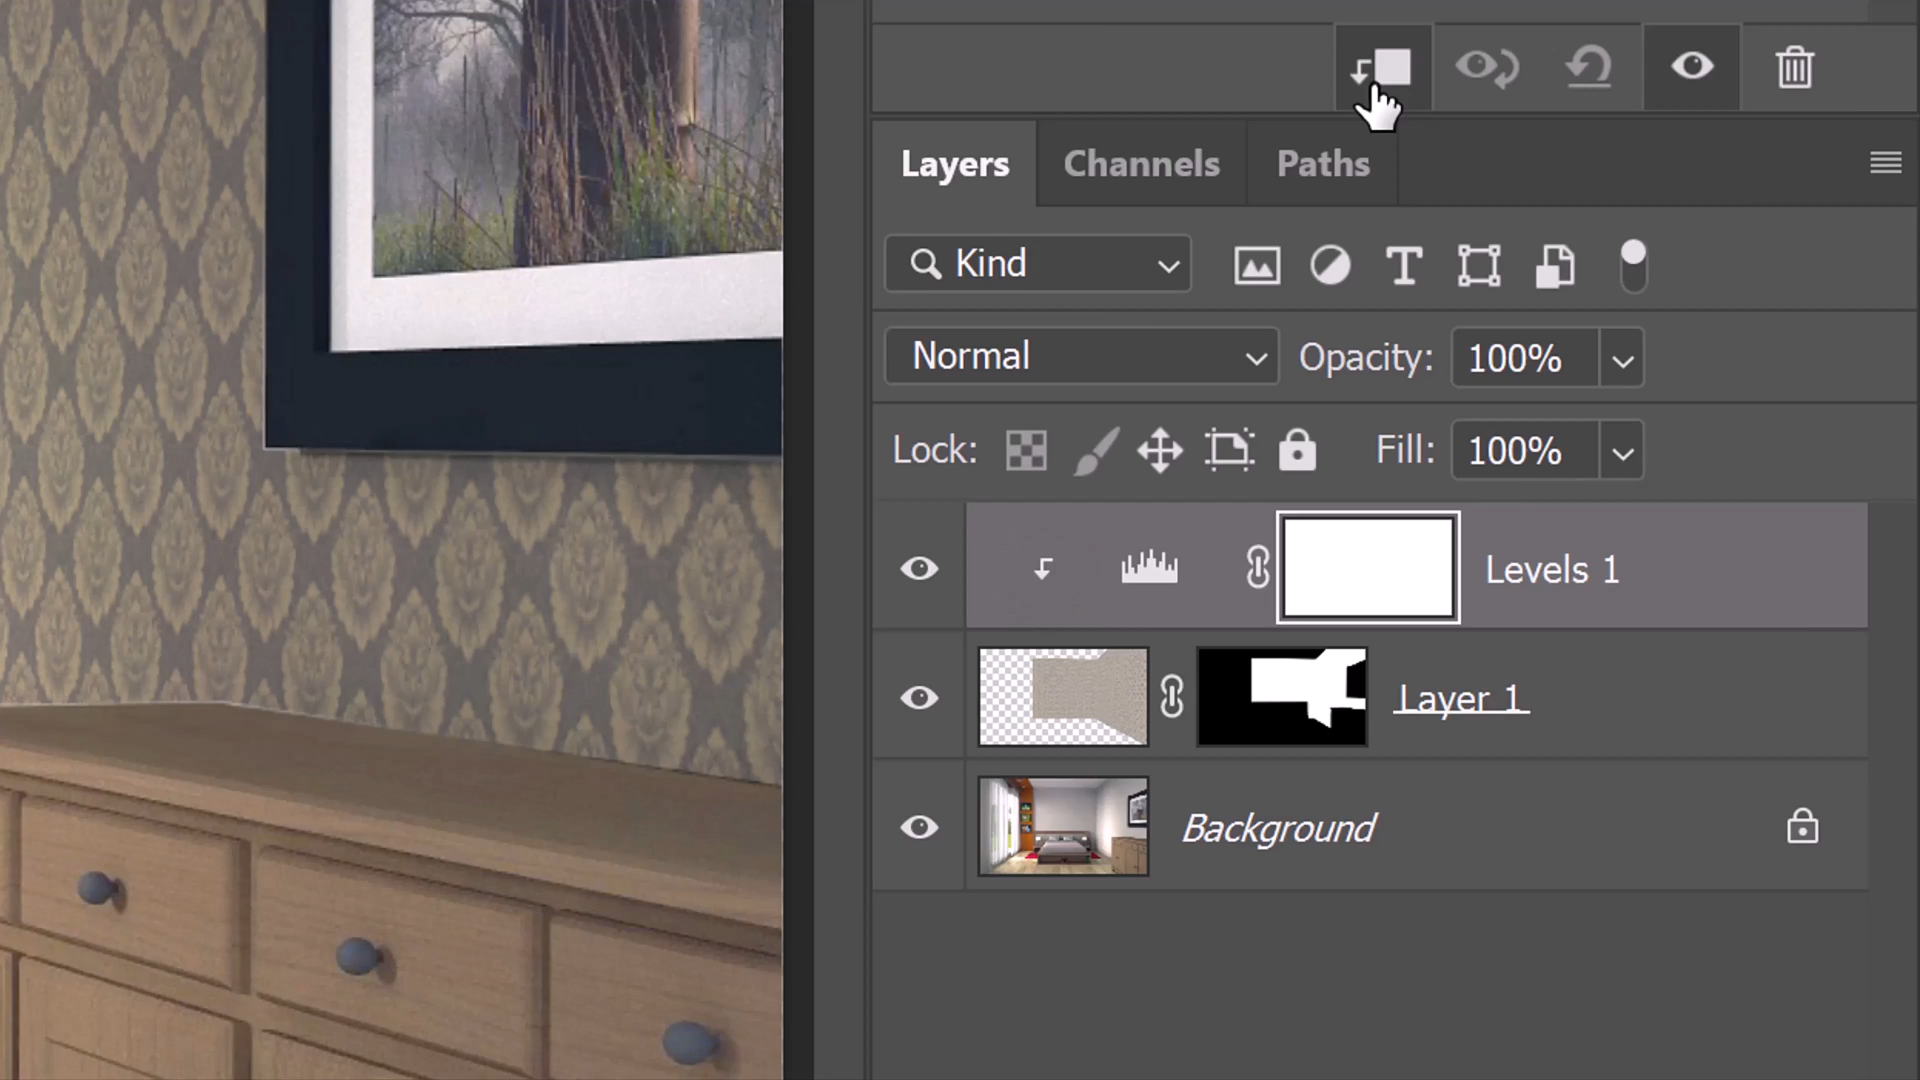 Layers Channels Paths
Kind
Normal Opacity: 100%
Lock: Fill: 100%
Levels 1
Layer 1
Background